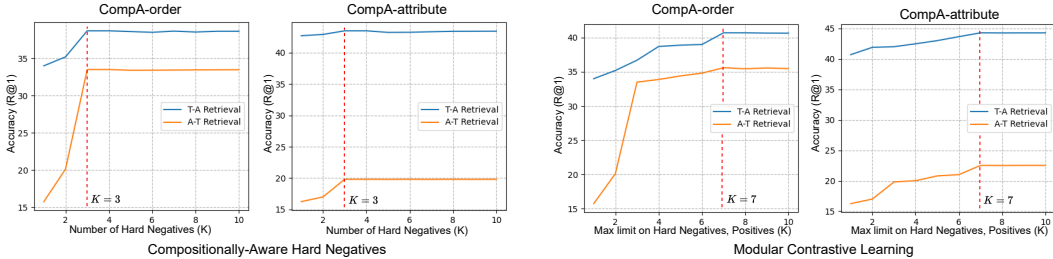 CompA-order
Accuracy (R@1)
35
30
25
20
15
T-A Retrieval
A-T Retrieval
K = 3
2 4 6 8 10
Number of Hard Negatives (K)
CompA-attribute
Accuracy (R@1)
40
35
30
25
20
15
T-A Retrieval
A-T Retrieval
K = 3
2 4 6 8 10
Number of Hard Negatives (K)
Compositionally-Aware Hard Negatives
CompA-order
Accuracy (R@1)
40
35
30
25
20
15
T-A Retrieval
A-T Retrieval
K = 7
2 4 6 8 10
Max limit on Hard Negatives, Positives (K)
CompA-attribute
Accuracy (R@1)
45
40
35
30
25
20
15
T-A Retrieval
A-T Retrieval
K = 7
2 4 6 8 10
Max limit on Hard Negatives, Positives (K)
Modular Contrastive Learning